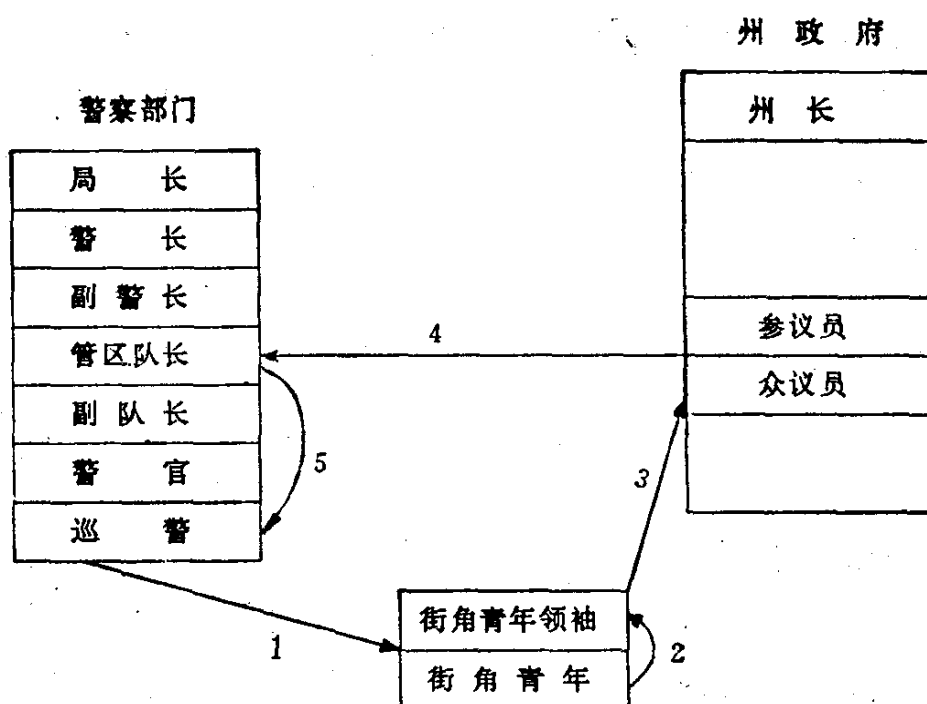 州政府
州长
参议员
众议员
警察部门
局长
警长
副警长
管区队长
副队长
警官
巡警
4
5
3
1
2
街角青年领袖
街角青年